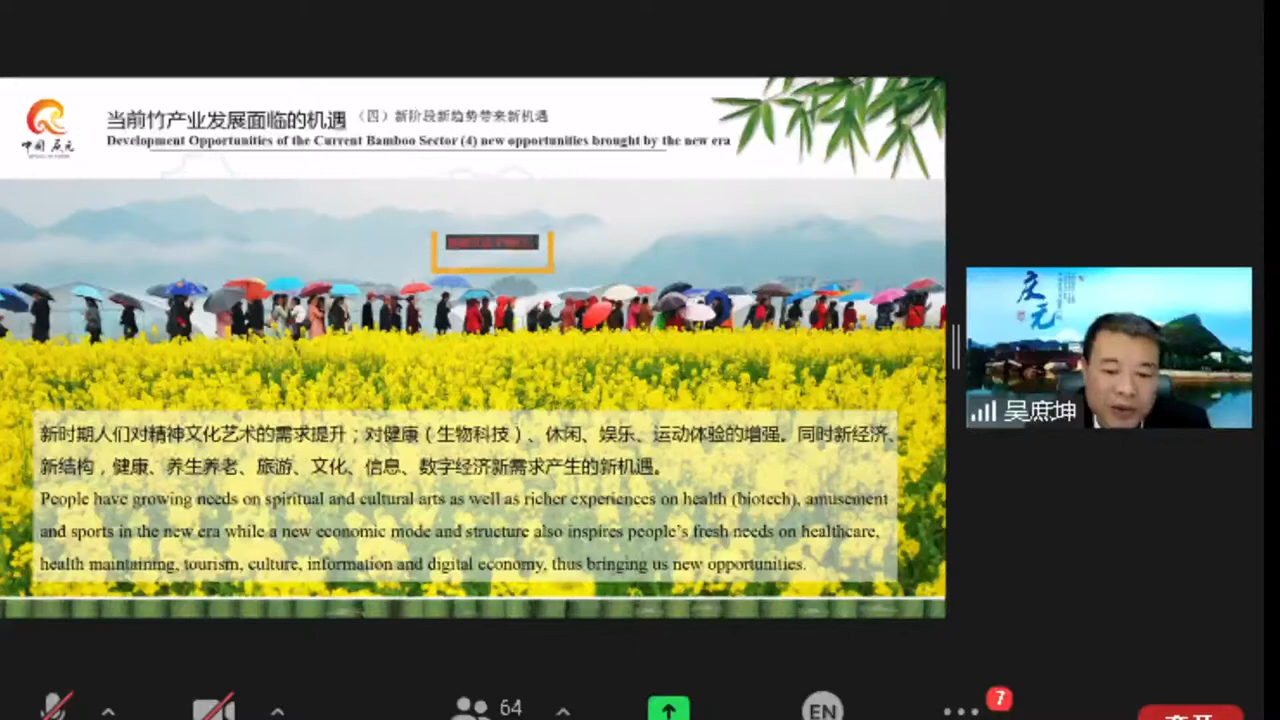 当前竹产业发展面临的机遇 （四）新阶段新趋势带来新机遇
Development Opportunities of the Current Bamboo Sector (4) new opportunities brought by the new era
中国 庆元
庆元
吴庶坤
新时期人们对精神文化艺术的需求提升；对健康（生物科技）、休闲、娱乐、运动体验的增强。同时新经济、
新结构，健康、养生养老、旅游、文化、信息、数字经济新需求产生的新机遇。
People have growing needs on spiritual and cultural arts as well as richer experiences on health (biotech), amusement
and sports in the new era while a new economic mode and structure also inspires people's fresh needs on healthcare,
health maintaining, tourism, culture, information and digital economy, thus bringing us new opportunities.
64
EN
7
离开